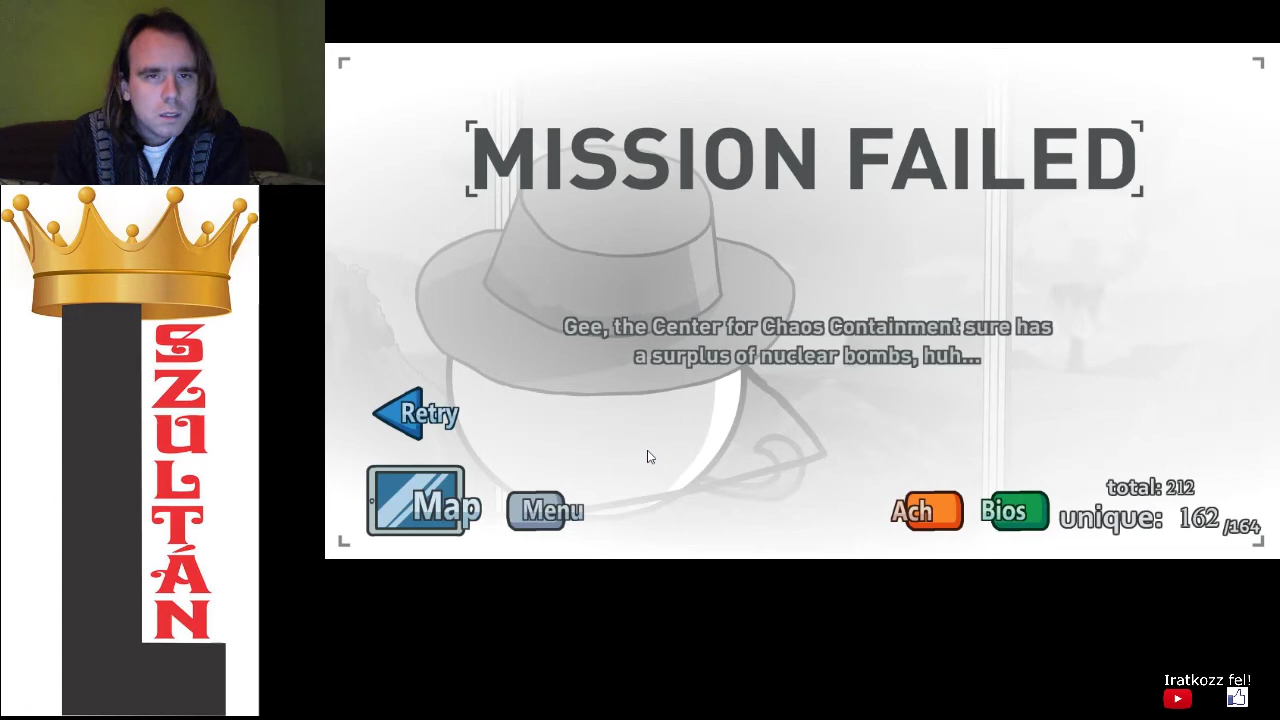 MISSION FAILED
Gee, the Center for Chaos Containment sure has
a surplus of nuclear bombs, huh...
Retry
Map
Menu
Ach
Bios
total: 212
unique: 162 /164
SZULTÁN
Iratkozz fel!